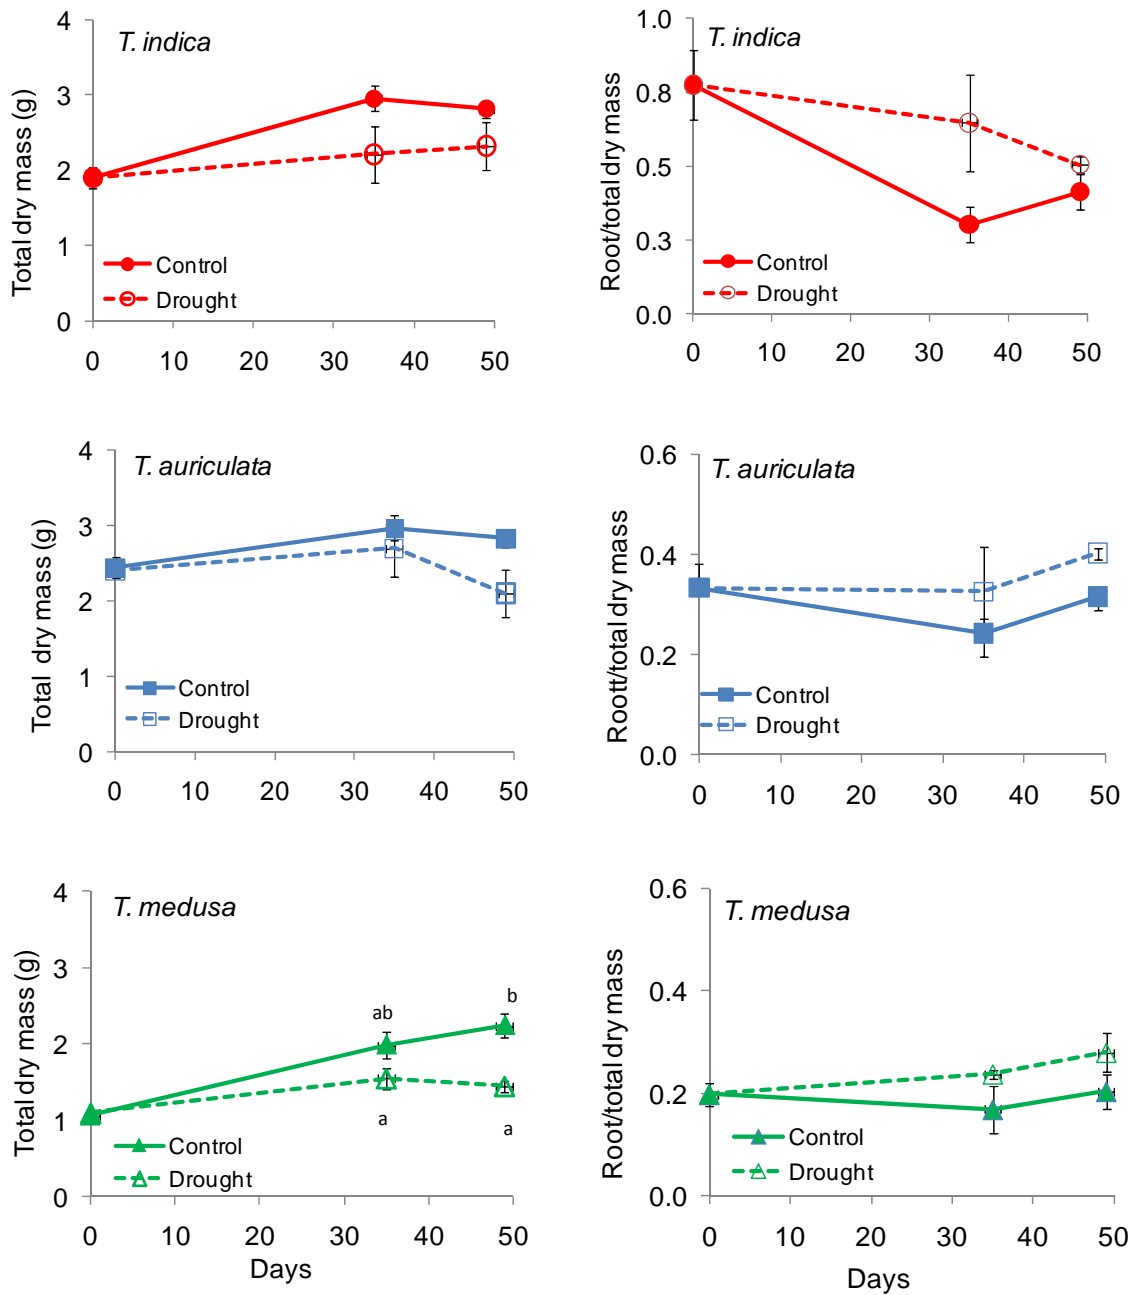 T. indica
Total dry mass (g)
4
3
2
1
0
Control
Drought
0 10 20 30 40 50
T. indica
Root/total dry mass
1.0
0.8
0.5
0.3
0.0
Control
Drought
0 10 20 30 40 50
T. auriculata
Total dry mass (g)
4
3
2
1
0
Control
Drought
0 10 20 30 40 50
T. auriculata
Roott/total dry mass
0.6
0.4
0.2
0.0
Control
Drought
0 10 20 30 40 50
T. medusa
Total dry mass (g)
4
3
2
1
0
ab
b
a
a
Control
Drought
0 10 20 30 40 50
Days
T. medusa
Root/total dry mass
0.6
0.4
0.2
0.0
Control
Drought
0 10 20 30 40 50
Days